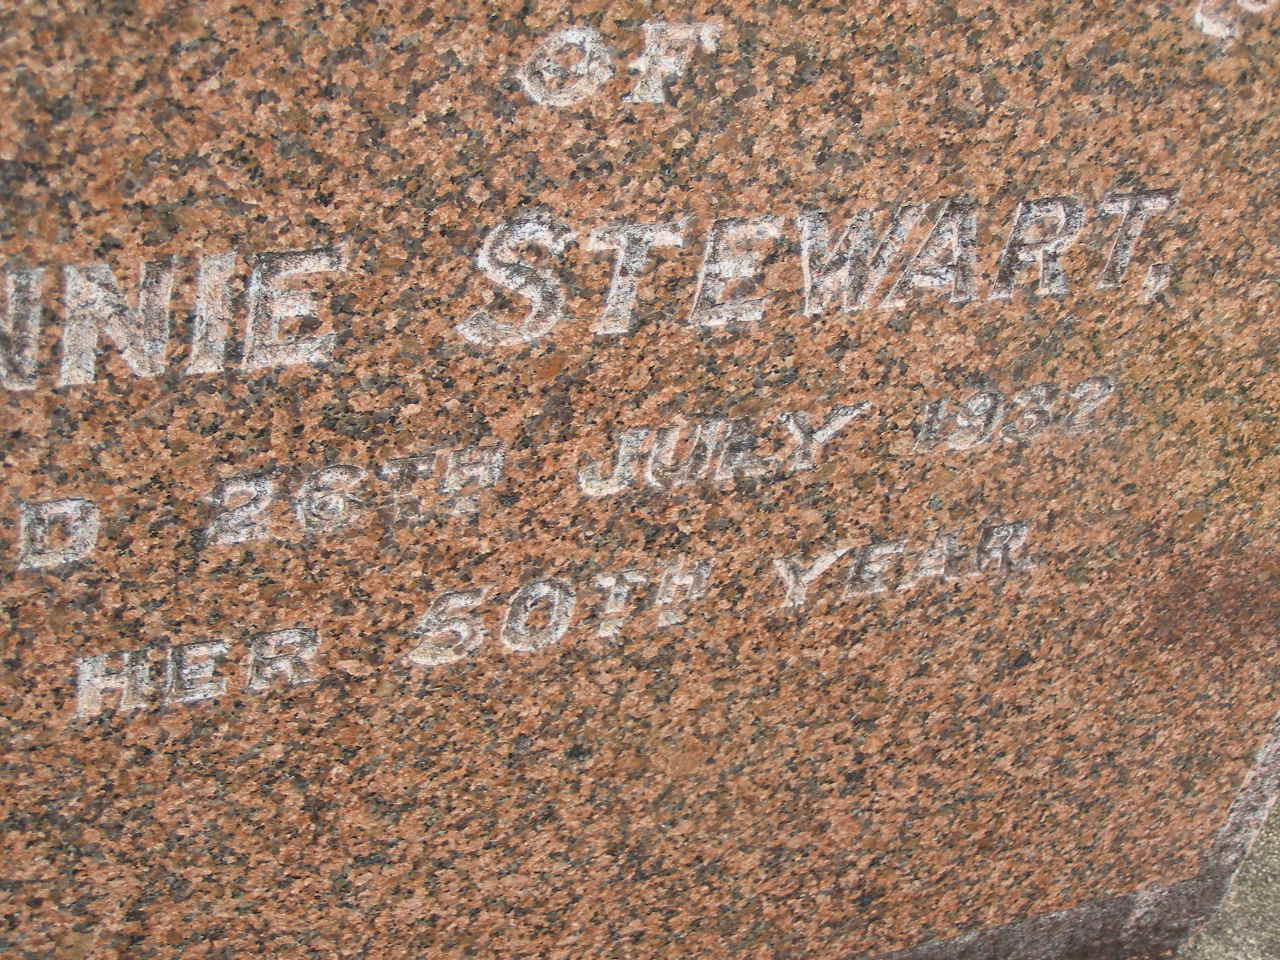 OF
NNIE STEWART,
D 26TH JULY 1932
HER 50TH YEAR